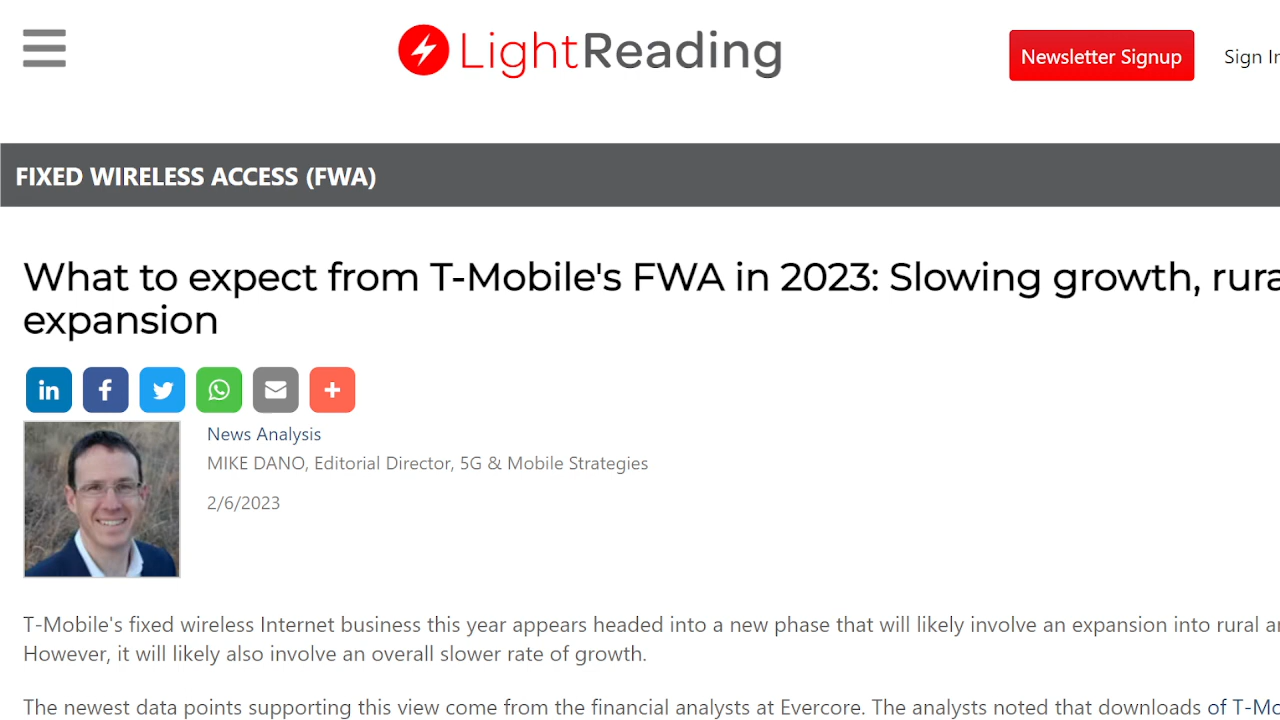 LightReading
Newsletter Signup
Sign
FIXED WIRELESS ACCESS (FWA)
What to expect from T-Mobile's FWA in 2023: Slowing growth,
expansion
in f
News Analysis
MIKE DANO, Editorial Director, 5G & Mobile Strategies
2/6/2023
T-Mobile's fixed wireless Internet business this year appears headed into a new phase that will likely involve an expansion into rural
However, it will likely also involve an overall slower rate of growth.
The newest data points supporting this view come from the financial analysts at Evercore. The analysts noted that downloads of